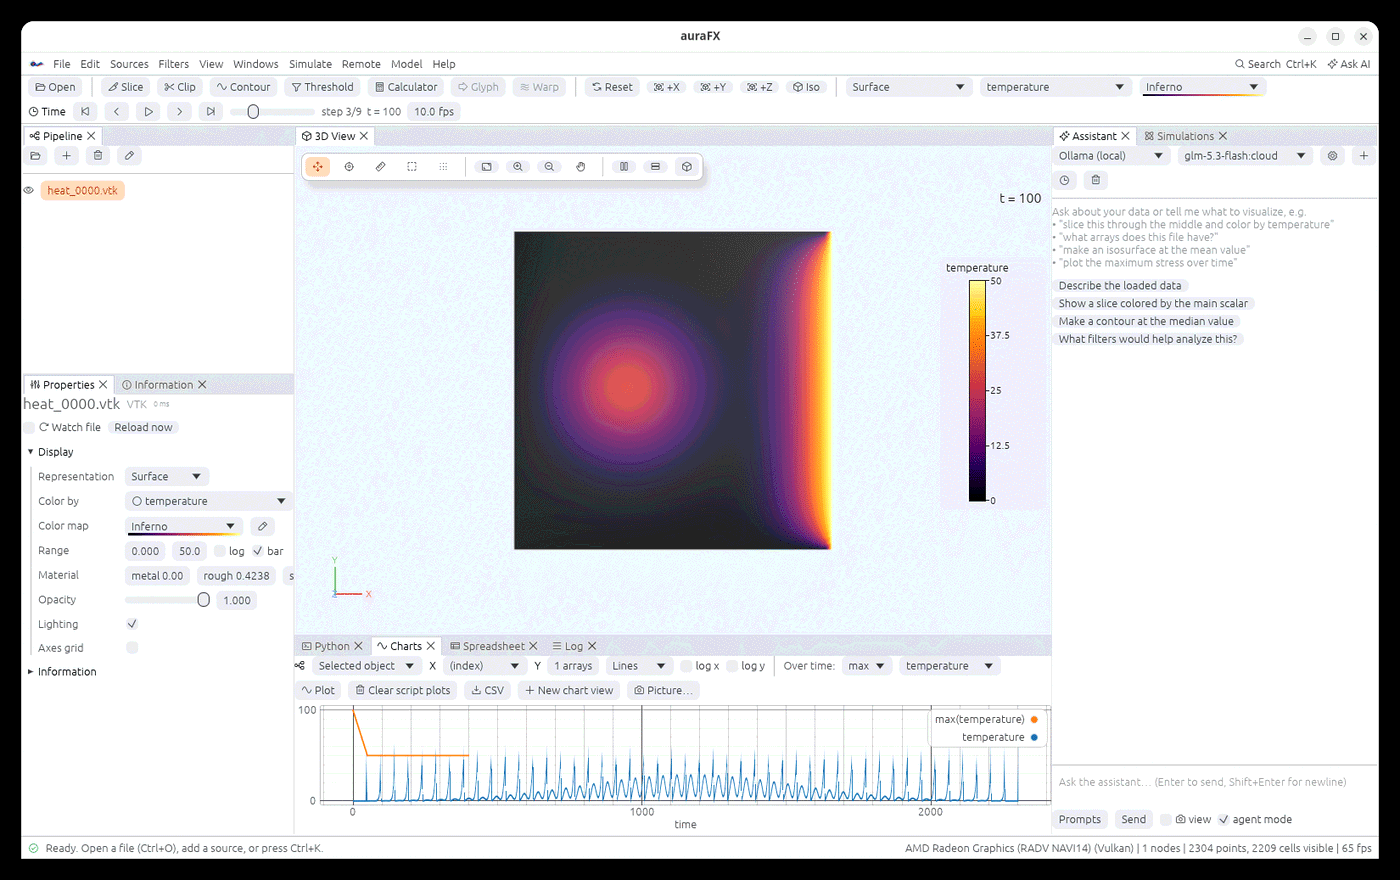 auraFX
File Edit Sources Filters View Windows Simulate Remote Model Help
Search Ctrl+K Ask AI
Open Slice Clip Contour Threshold Calculator Glyph Warp Reset +X +Y +Z Iso Surface temperature Inferno
Time step 3/9 t = 100 10.0 fps
Pipeline
heat_0000.vtk
Properties Information
heat_0000.vtk VTK 0 ms
Watch file Reload now
Display
Representation Surface
Color by temperature
Color map Inferno
Range 0.000 50.0 log bar
Material metal 0.00 rough 0.4238 s
Opacity 1.000
Lighting
Axes grid
Information
3D View
t = 100
temperature
50
37.5
25
12.5
0
Y
Z X
Python Charts Spreadsheet Log
Selected object X (index) Y 1 arrays Lines log x log y Over time: max temperature
Plot Clear script plots CSV New chart view Picture...
100
0
max(temperature)
temperature
0 1000 2000
time
Assistant Simulations
Ollama (local) glm-5.3-flash:cloud
Ask about your data or tell me what to visualize, e.g.
• "slice this through the middle and color by temperature"
• "what arrays does this file have?"
• "make an isosurface at the mean value"
• "plot the maximum stress over time"
Describe the loaded data
Show a slice colored by the main scalar
Make a contour at the median value
What filters would help analyze this?
Ask the assistant... (Enter to send, Shift+Enter for newline)
Prompts Send view agent mode
Ready. Open a file (Ctrl+O), add a source, or press Ctrl+K.
AMD Radeon Graphics (RADV NAVI14) (Vulkan) | 1 nodes | 2304 points, 2209 cells visible | 65 fps